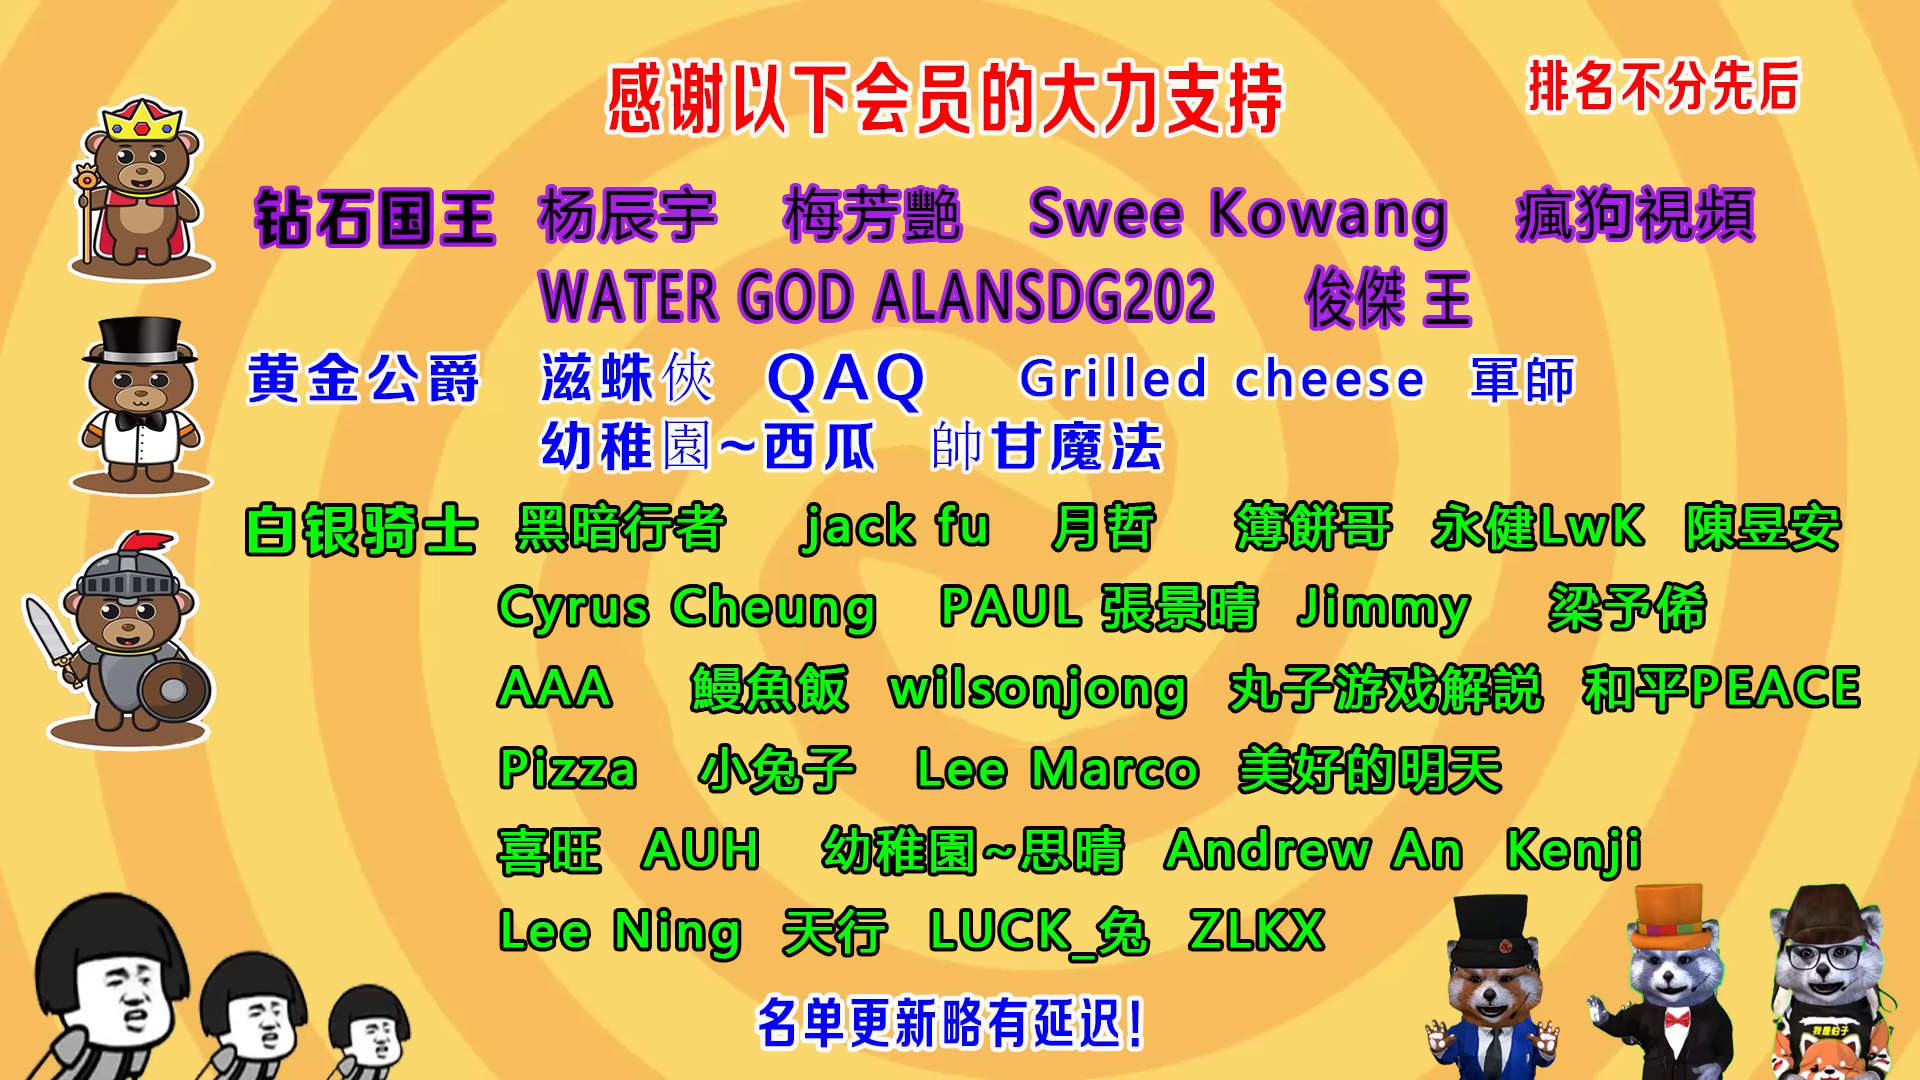 感谢以下会员的大力支持
排名不分先后
钻石国王 杨辰宇 梅芳艷 Swee Kowang 瘋狗視頻
WATER GOD ALANSDG202 俊傑 王
黄金公爵 滋蛛俠 QAQ Grilled cheese 軍師
幼稚園~西瓜 帥甘魔法
白银骑士 黑暗行者 jack fu 月哲 簿餅哥 永健LwK 陳昱安
Cyrus Cheung PAUL 張景晴 Jimmy 梁予俙
AAA 鰻魚飯 wilsonjong 丸子游戏解説 和平PEACE
Pizza 小兔子 Lee Marco 美好的明天
喜旺 AUH 幼稚園~思晴 Andrew An Kenji
Lee Ning 天行 LUCK_兔 ZLKX
名单更新略有延迟！
我是奶子